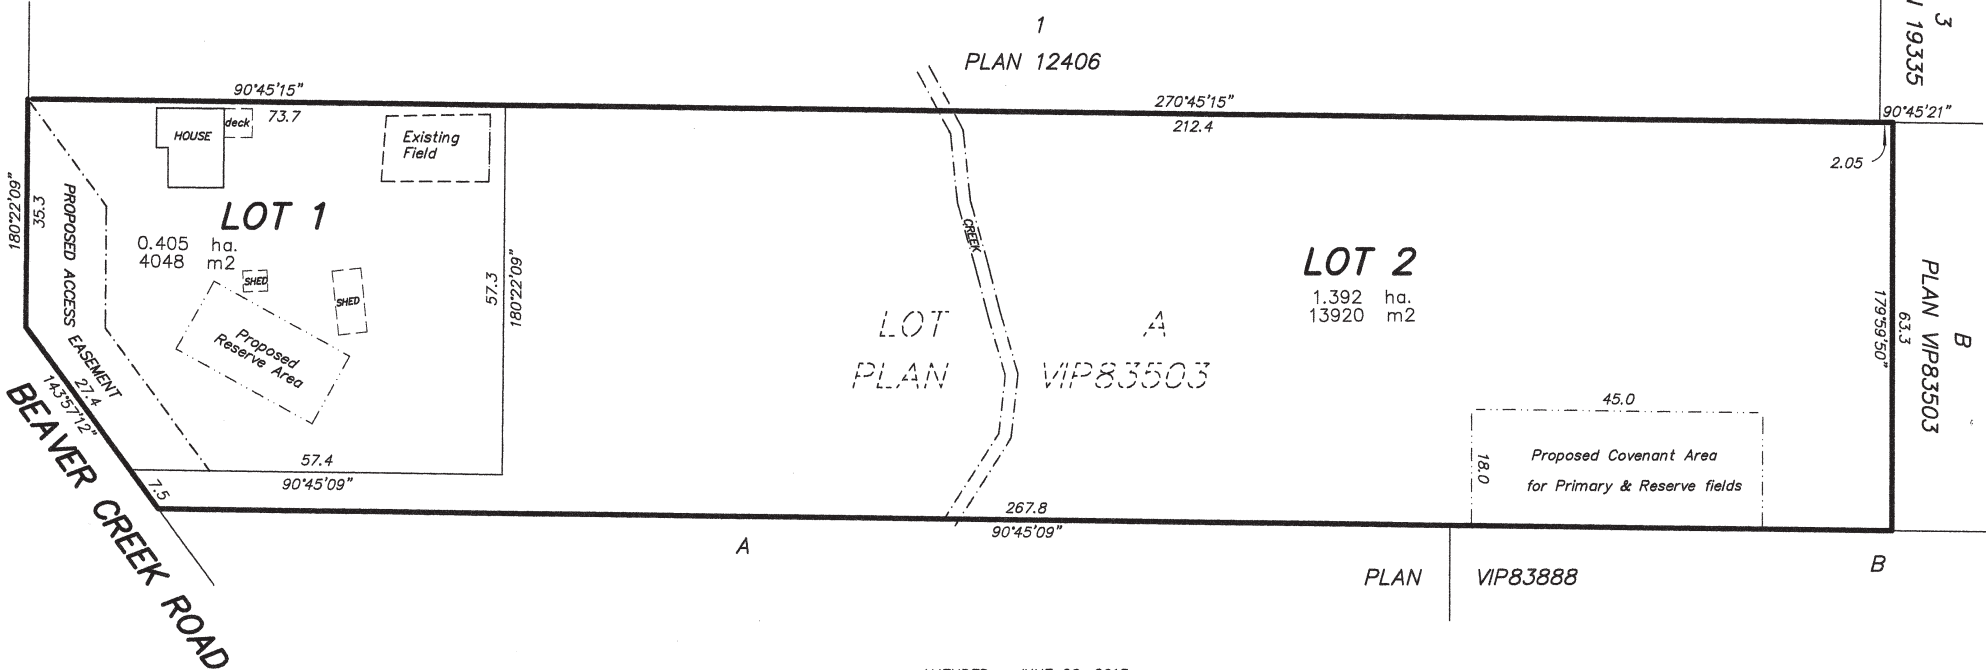 1
PLAN 12406
3
19335
90°45'15"
73.7
270°45'15"
212.4
90°45'21"
2.05
HOUSE
deck
Existing
Field
180°22'09"
35.3
PROPOSED ACCESS EASEMENT
LOT 1
0.405 ha.
4048 m2
SHED
SHED
Proposed
Reserve Area
57.3
180°22'09"
CREEK
LOT 2
1.392 ha.
13920 m2
LOT A
PLAN VIP83503
179°59'50"
63.3
PLAN VIP83503
B
27.4
143°57'12"
BEAVER CREEK ROAD
57.4
90°45'09"
7.5
45.0
18.0
Proposed Covenant Area
for Primary & Reserve fields
267.8
90°45'09"
A
PLAN VIP83888
B